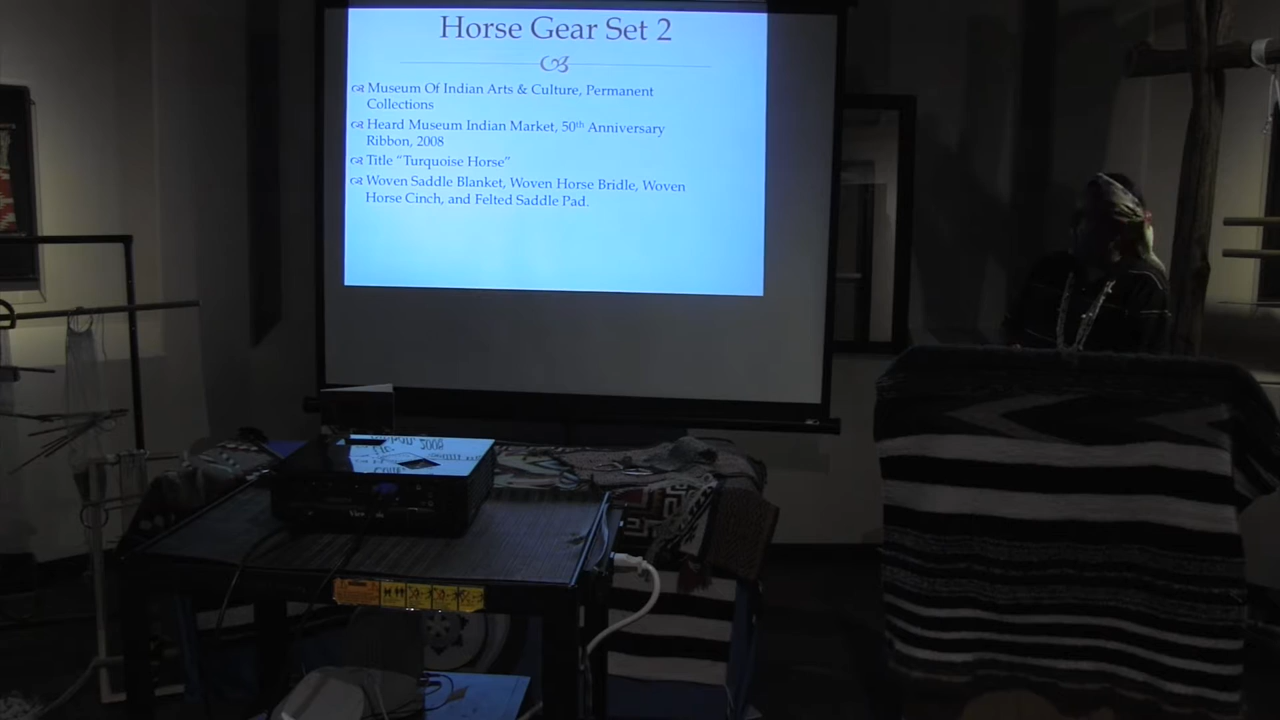 Horse Gear Set 2
Museum Of Indian Arts & Culture, Permanent
Collections
Heard Museum Indian Market, 50th Anniversary
Ribbon, 2008
Title “Turquoise Horse”
Woven Saddle Blanket, Woven Horse Bridle, Woven
Horse Cinch, and Felted Saddle Pad.